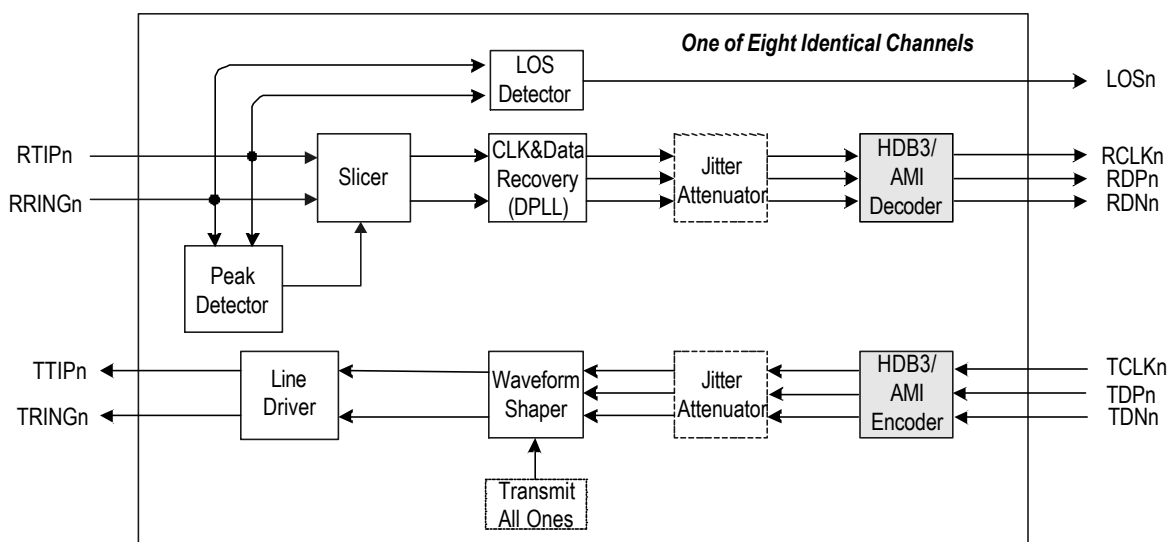 One of Eight Identical Channels
LOS
Detector
LOSn
RTIPn
RRINGn
Slicer
CLK&Data
Recovery
(DPLL)
Jitter
Attenuator
HDB3/
AMI
Decoder
RCLKn
RDPn
RDNn
Peak
Detector
TTIPn
TRINGn
Line
Driver
Waveform
Shaper
Jitter
Attenuator
HDB3/
AMI
Encoder
TCLKn
TDPn
TDNn
Transmit
All Ones